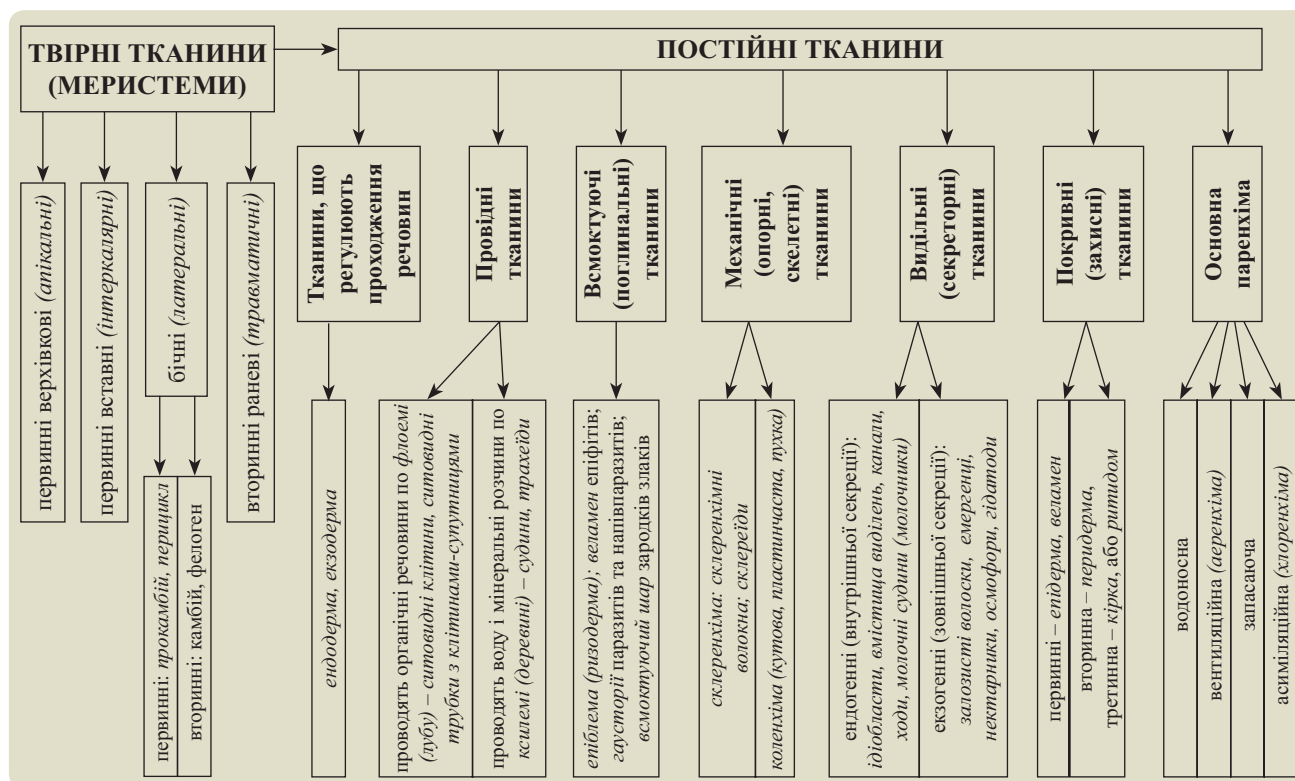 ТВІРНІ ТКАНИНИ
(МЕРИСТЕМИ)
ПОСТІЙНІ ТКАНИНИ
первинні верхівкові (апікальні)
первинні вставні (інтеркалярні)
бічні (латеральні)
первинні: прокамбій, перицикл
вторинні: камбій, фелоген
вторинні раневі (травматичні)
Тканини, що
регулюють
проходження
речовин
ендодерма, екзодерма
Провідні
тканини
проводять органічні речовини по флоемі
(лубу) – ситовидні клітини, ситовидні
трубки з клітинами-супутницями
проводять воду і мінеральні розчини по
ксилемі (деревині) – судини, трахеїди
Всмоктуючі
(поглинальні)
тканини
епіблема (ризодерма); веламен епіфітів;
гаусторії паразитів та напівпаразитів;
всмоктуючий шар зародків злаків
Механічні
(опорні,
скелетні)
тканини
склеренхіма: склеренхімні
волокна; склереїди
коленхіма (кутова, пластинчаста, пухка)
Видільні
(секреторні)
тканини
ендогенні (внутрішньої секреції):
ідіобласти, вмістища виділень, канали,
ходи, молочні судини (молочники)
екзогенні (зовнішньої секреції):
залозисті волоски, емергенці,
нектарники, осмофори, гідатоди
Покривні
(захисні)
тканини
первинні – епідерма, веламен
вторинна – перидерма,
третинна – кірка, або ритидом
Основна
паренхіма
водоносна
вентиляційна (аеренхіма)
запасаюча
асиміляційна (хлоренхіма)